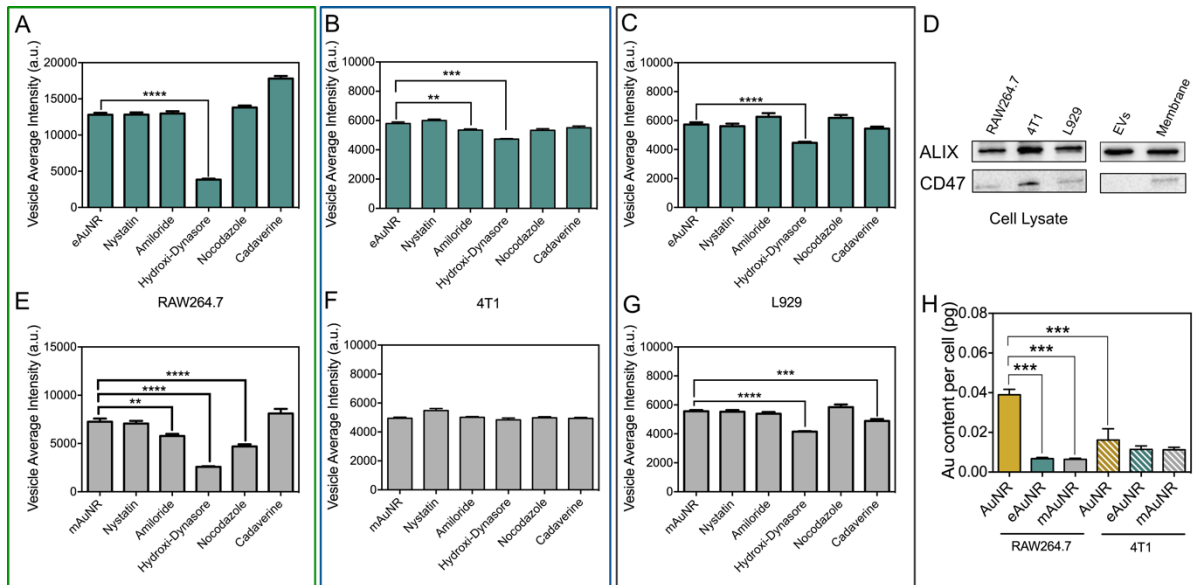 A
Vesicle Average Intensity (a.u.)
20000
15000
10000
5000
0
****
eAuNR
Nystatin
Amiloride
Hydroxi-Dynasore
Nocodazole
Cadaverine
RAW264.7
B
Vesicle Average Intensity (a.u.)
10000
8000
6000
4000
2000
0
***
**
eAuNR
Nystatin
Amiloride
Hydroxi-Dynasore
Nocodazole
Cadaverine
4T1
C
Vesicle Average Intensity (a.u.)
10000
8000
6000
4000
2000
0
****
eAuNR
Nystatin
Amiloride
Hydroxi-Dynasore
Nocodazole
Cadaverine
L929
D
RAW264.7
4T1
L929
EVs
Membrane
ALIX
CD47
Cell Lysate
E
Vesicle Average Intensity (a.u.)
15000
10000
5000
0
****
****
**
mAuNR
Nystatin
Amiloride
Hydroxi-Dynasore
Nocodazole
Cadaverine
F
Vesicle Average Intensity (a.u.)
10000
8000
6000
4000
2000
0
mAuNR
Nystatin
Amiloride
Hydroxi-Dynasore
Nocodazole
Cadaverine
G
Vesicle Average Intensity (a.u.)
10000
8000
6000
4000
2000
0
***
****
mAuNR
Nystatin
Amiloride
Hydroxi-Dynasore
Nocodazole
Cadaverine
H
Au content per cell (pg)
0.08
0.06
0.04
0.02
0.00
***
***
***
AuNR
eAuNR
mAuNR
AuNR
eAuNR
mAuNR
RAW264.7
4T1